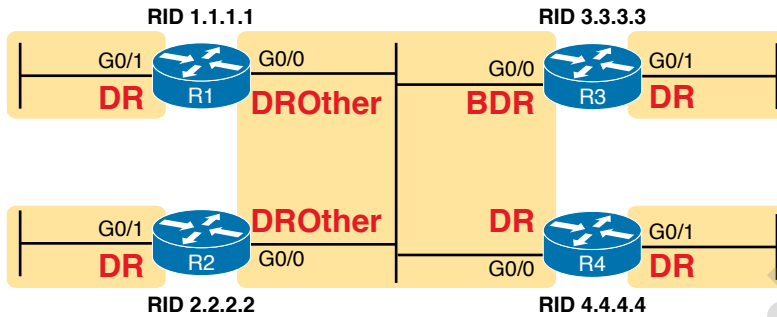 RID 1.1.1.1
RID 3.3.3.3
G0/1
G0/0
G0/0
G0/1
DR
R1
DROther
BDR
R3
DR
DROther
DR
G0/1
G0/1
DR
R2
G0/0
G0/0
R4
DR
RID 2.2.2.2
RID 4.4.4.4